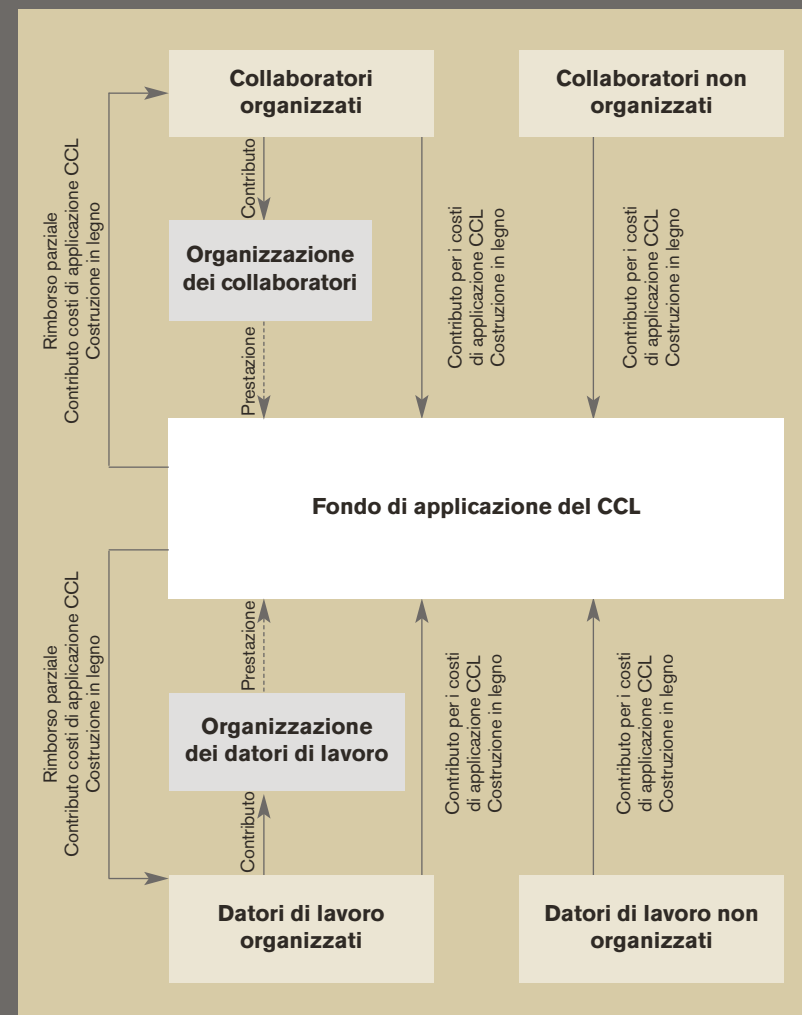 Collaboratori
organizzati
Collaboratori non
organizzati
Rimborso parziale
Contributo costi di applicazione CCL
Costruzione in legno
Contributo
Contributo per i costi
di applicazione CCL
Costruzione in legno
Contributo per i costi
di applicazione CCL
Costruzione in legno
Organizzazione
dei collaboratori
Prestazione
Fondo di applicazione del CCL
Rimborso parziale
Contributo costi di applicazione CCL
Costruzione in legno
Prestazione
Organizzazione
dei datori di lavoro
Contributo per i costi
di applicazione CCL
Costruzione in legno
Contributo per i costi
di applicazione CCL
Costruzione in legno
Contributo
Datori di lavoro
organizzati
Datori di lavoro non
organizzati